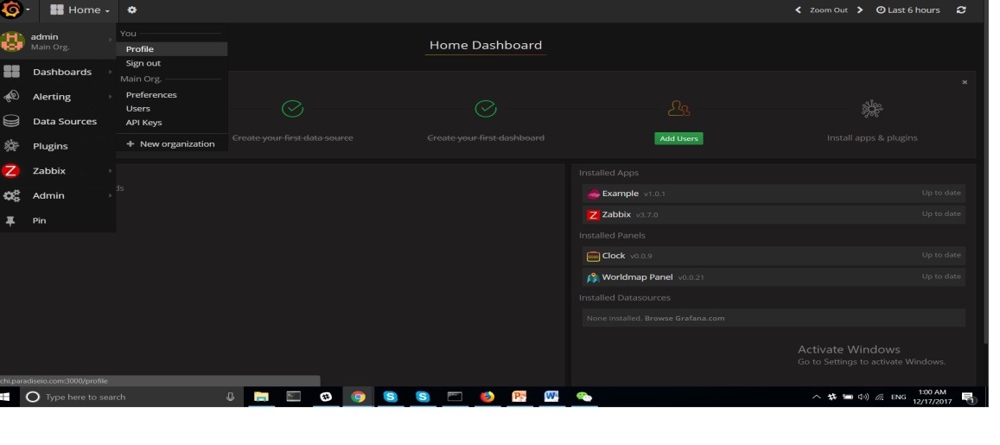 Home
Zoom Out
Last 6 hours
admin
Main Org.
Dashboards
Alerting
Data Sources
Plugins
Zabbix
Admin
Pin
You
Profile
Sign out
Main Org.
Preferences
Users
API Keys
+ New organization
Home Dashboard
Create your first data source
Create your first dashboard
Add Users
Install apps & plugins
ds
Installed Apps
Example v1.0.1 Up to date
Z Zabbix v3.7.0 Up to date
Installed Panels
Clock v0.0.9 Up to date
Worldmap Panel v0.0.21 Up to date
Installed Datasources
None installed. Browse Grafana.com
Activate Windows
Go to Settings to activate Windows.
chi.paradiseio.com:3000/profile
Type here to search
ENG
1:00 AM
12/17/2017